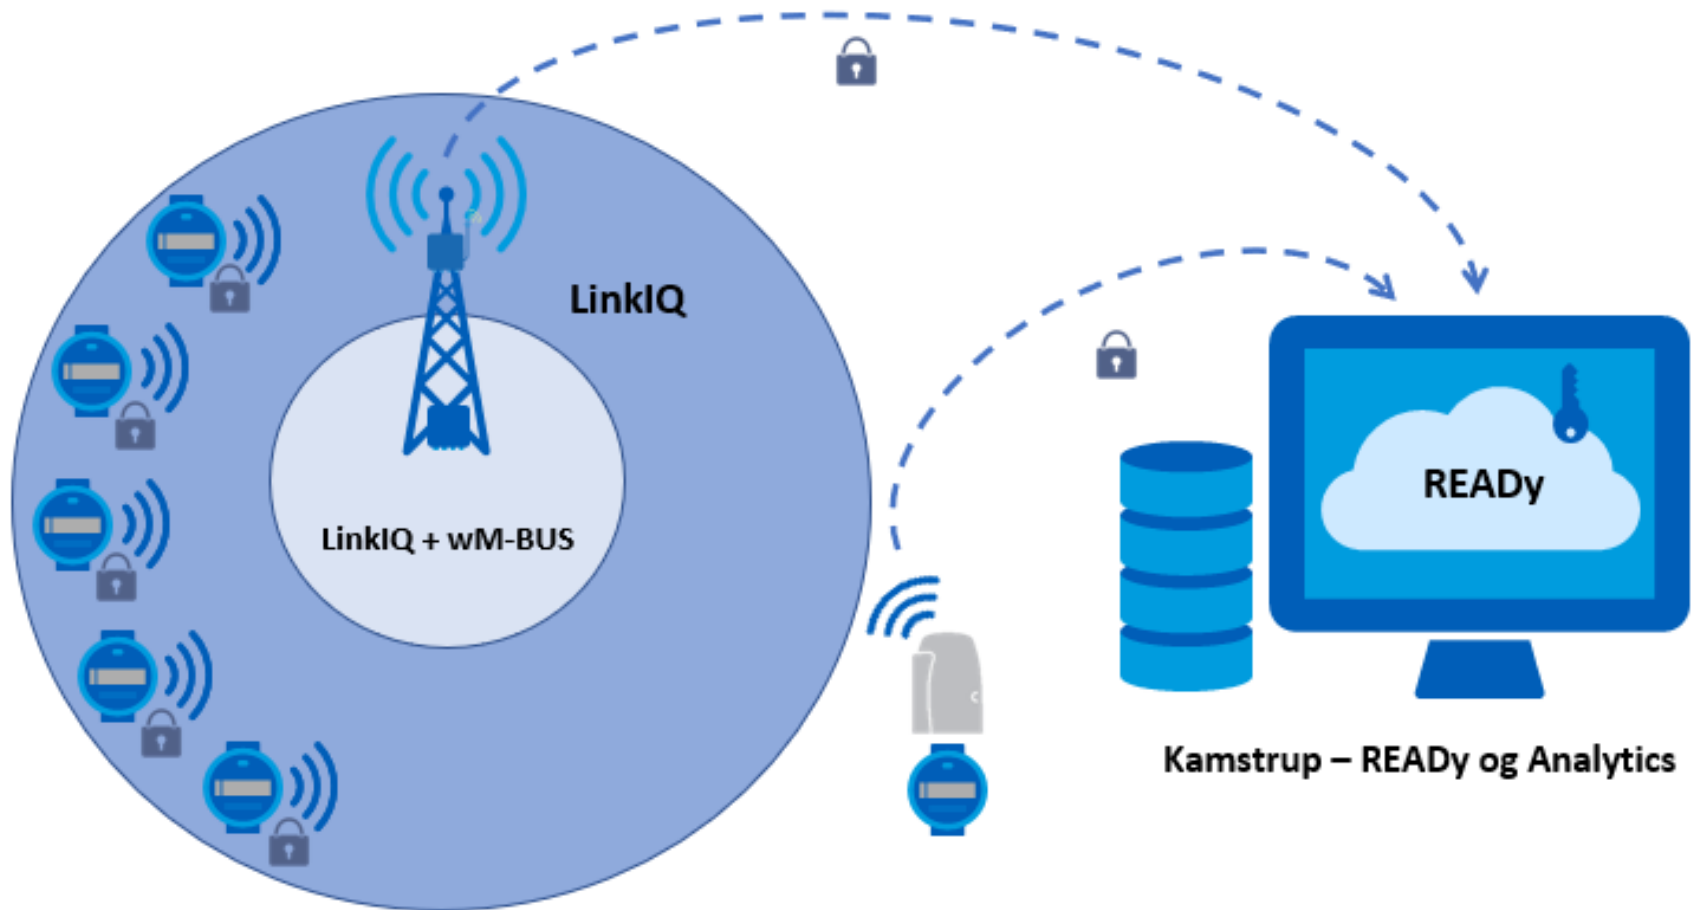 LinkIQ
LinkIQ + wM-BUS
READy
Kamstrup – READy og Analytics